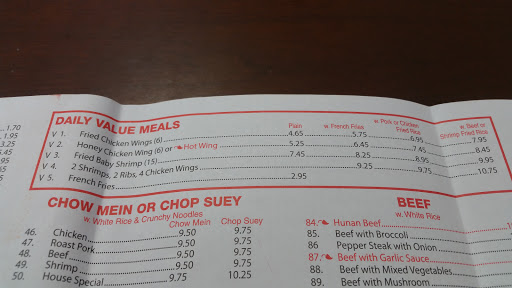 1.70
1.95
3.25
DAILY VALUE MEALS
Plain w. French Fries w. Pork or Chicken Fried Rice w. Beef or Shrimp Fried Rice
V 1. Fried Chicken Wings (6) 4.65 5.75 6.95 7.95
V 2. Honey Chicken Wing (6) or Hot Wing 5.25 6.45 7.45 8.45
V 3. Fried Baby Shrimp (15) 7.45 8.25 8.95 9.95
V 4. 2 Shrimps, 2 Ribs, 4 Chicken Wings 9.25 9.75 10.75
V 5. French Fries 2.95
CHOW MEIN OR CHOP SUEY
w. White Rice & Crunchy Noodles
Chow Mein Chop Suey
46. Chicken 9.50 9.75
47. Roast Pork 9.50 9.75
48. Beef 9.50 9.75
49. Shrimp 9.50 9.75
50. House Special 9.75 10.25
BEEF
w. White Rice
84. Hunan Beef
85. Beef with Broccoli
86 Pepper Steak with Onion
87. Beef with Garlic Sauce
88. Beef with Mixed Vegetables
89. Beef with Mushroom